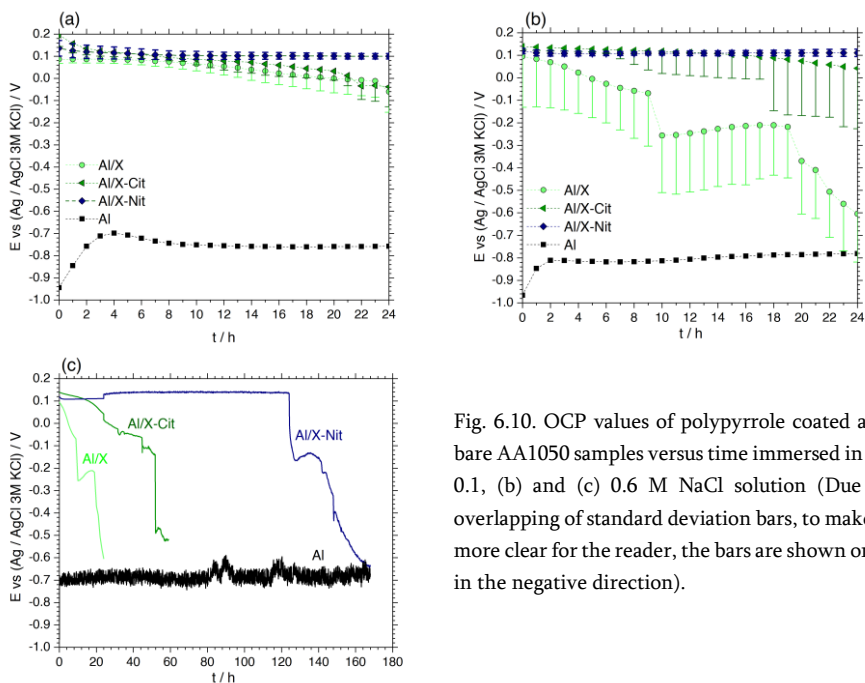 (a)
0.2
0.1
0.0
-0.1
-0.2
-0.3
-0.4
-0.5
-0.6
-0.7
-0.8
-0.9
-1.0
E vs (Ag / AgCl 3M KCl) / V
Al/X
Al/X-Cit
Al/X-Nit
Al
0 2 4 6 8 10 12 14 16 18 20 22 24
t / h
(b)
0.2
0.1
0.0
-0.1
-0.2
-0.3
-0.4
-0.5
-0.6
-0.7
-0.8
-0.9
-1.0
E vs (Ag / AgCl 3M KCl) / V
Al/X
Al/X-Cit
Al/X-Nit
Al
0 2 4 6 8 10 12 14 16 18 20 22 24
t / h
(c)
0.2
0.1
0.0
-0.1
-0.2
-0.3
-0.4
-0.5
-0.6
-0.7
-0.8
-0.9
-1.0
E vs (Ag / AgCl 3M KCl) / V
Al/X-Cit
Al/X-Nit
Al/X
Al
0 20 40 60 80 100 120 140 160 180
t / h
Fig. 6.10. OCP values of polypyrrole coated a
bare AA1050 samples versus time immersed in
0.1, (b) and (c) 0.6 M NaCl solution (Due
overlapping of standard deviation bars, to make
more clear for the reader, the bars are shown or
in the negative direction).